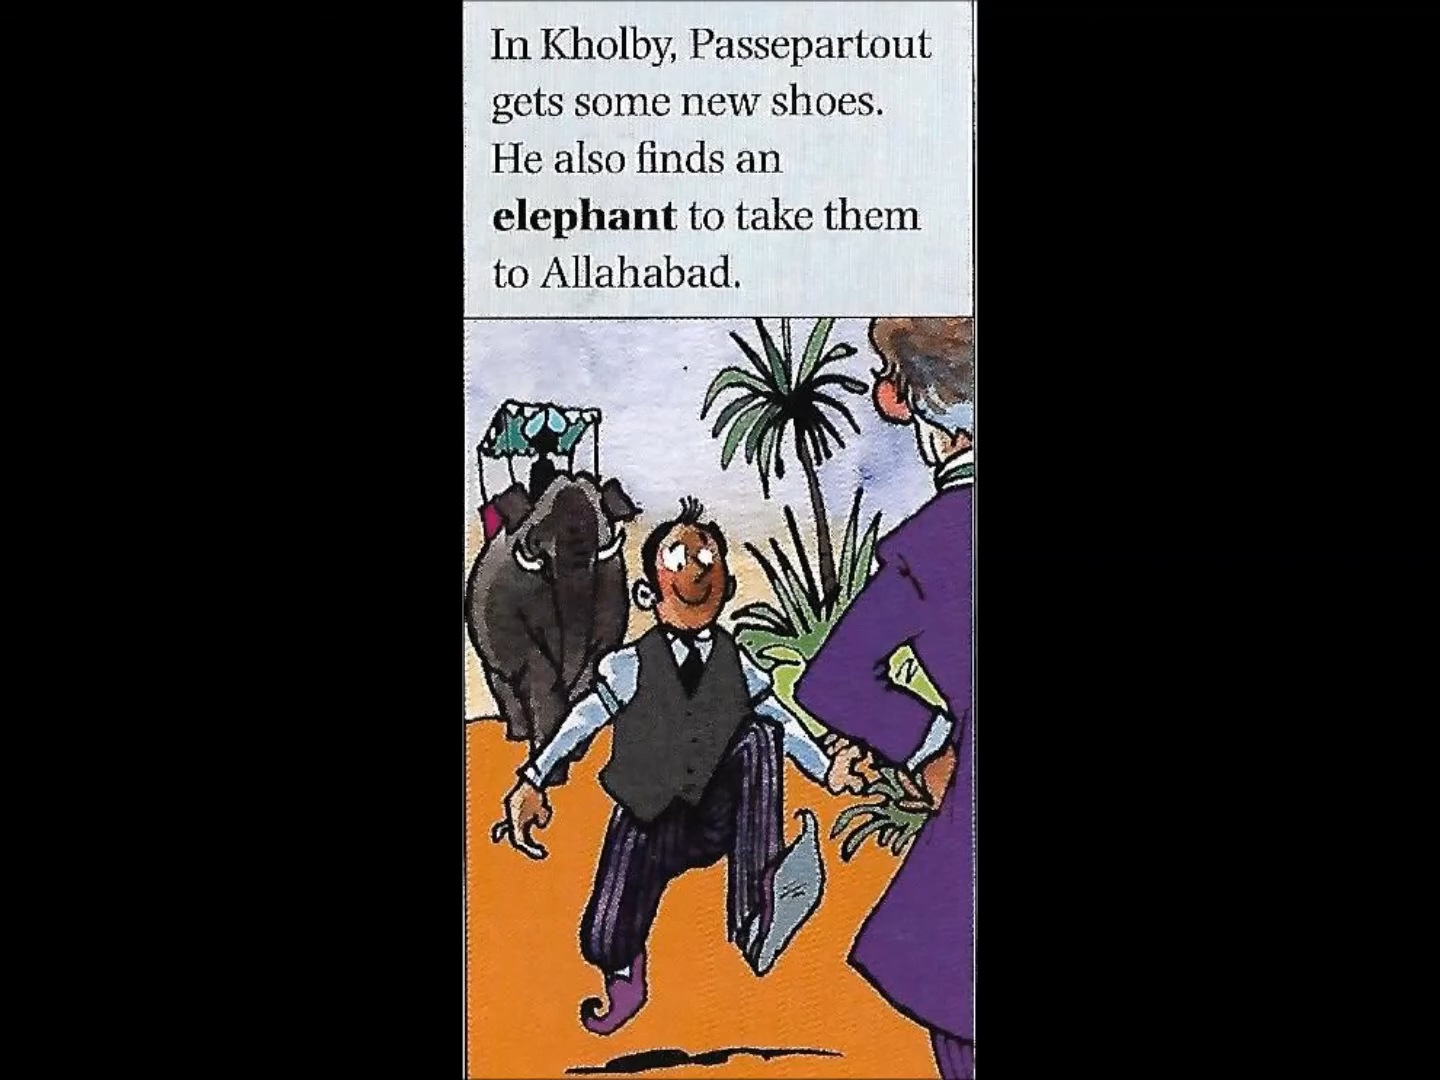 In Kholby, Passepartout
gets some new shoes.
He also finds an
elephant to take them
to Allahabad.